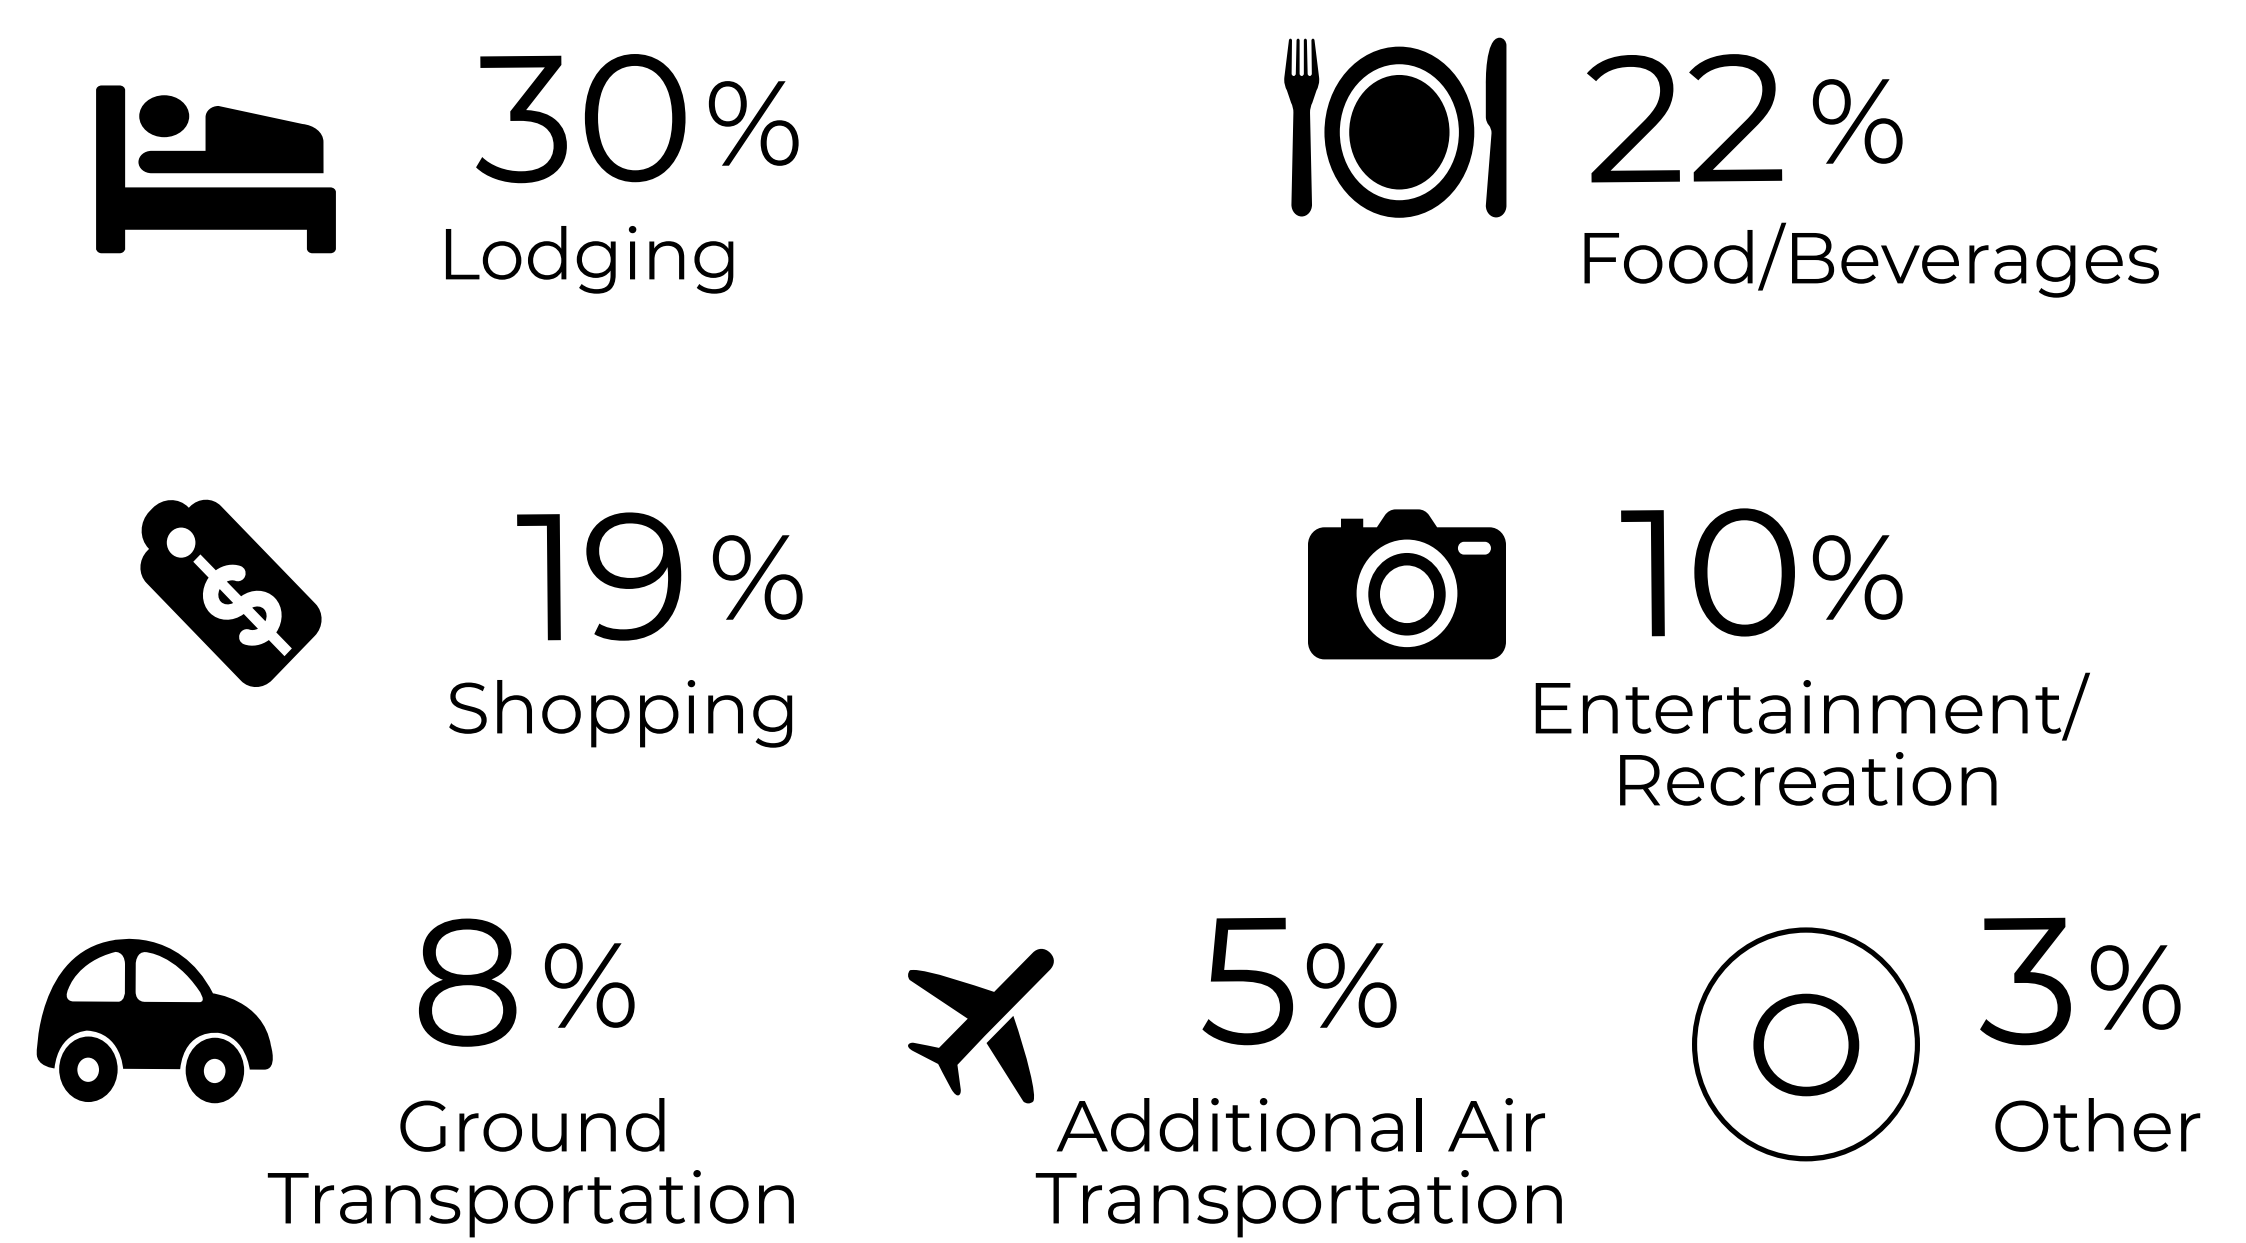 30%
Lodging
22%
Food/Beverages
$
19%
Shopping
10%
Entertainment/
Recreation
8%
Ground
Transportation
5%
Additional Air
Transportation
O
3%
Other